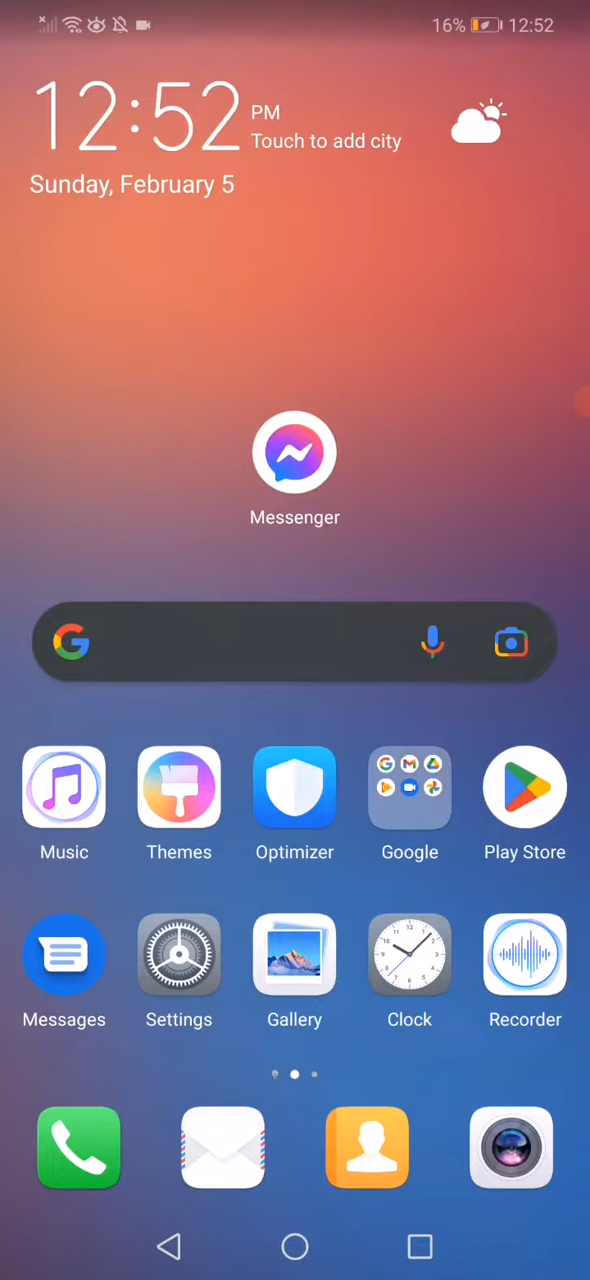 16% 12:52
12:52 PM
Touch to add city
Sunday, February 5
Messenger
Music Themes Optimizer Google Play Store
Messages Settings Gallery Clock Recorder